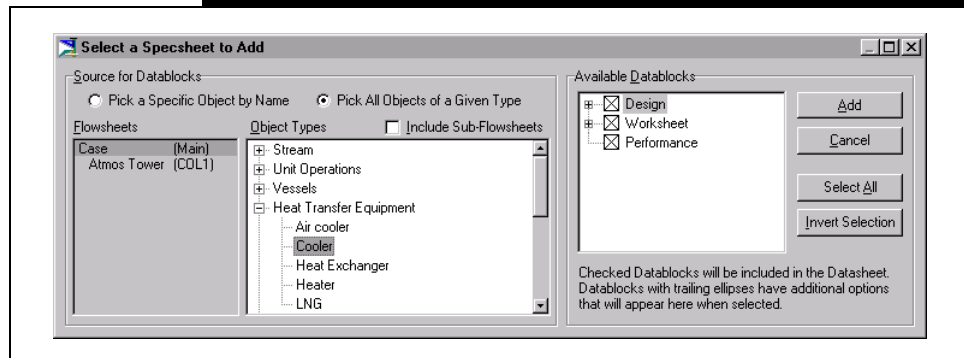 Select a Specsheet to Add
Source for Datablocks
Pick a Specific Object by Name Pick All Objects of a Given Type
Flowsheets
Case (Main)
Atmos Tower (COL1)
Object Types Include Sub-Flowsheets
Stream
Unit Operations
Vessels
Heat Transfer Equipment
Air cooler
Cooler
Heat Exchanger
Heater
LNG
Available Datablocks
Design
Worksheet
Performance
Add
Cancel
Select All
Invert Selection
Checked Datablocks will be included in the Datasheet.
Datablocks with trailing ellipses have additional options
that will appear here when selected.